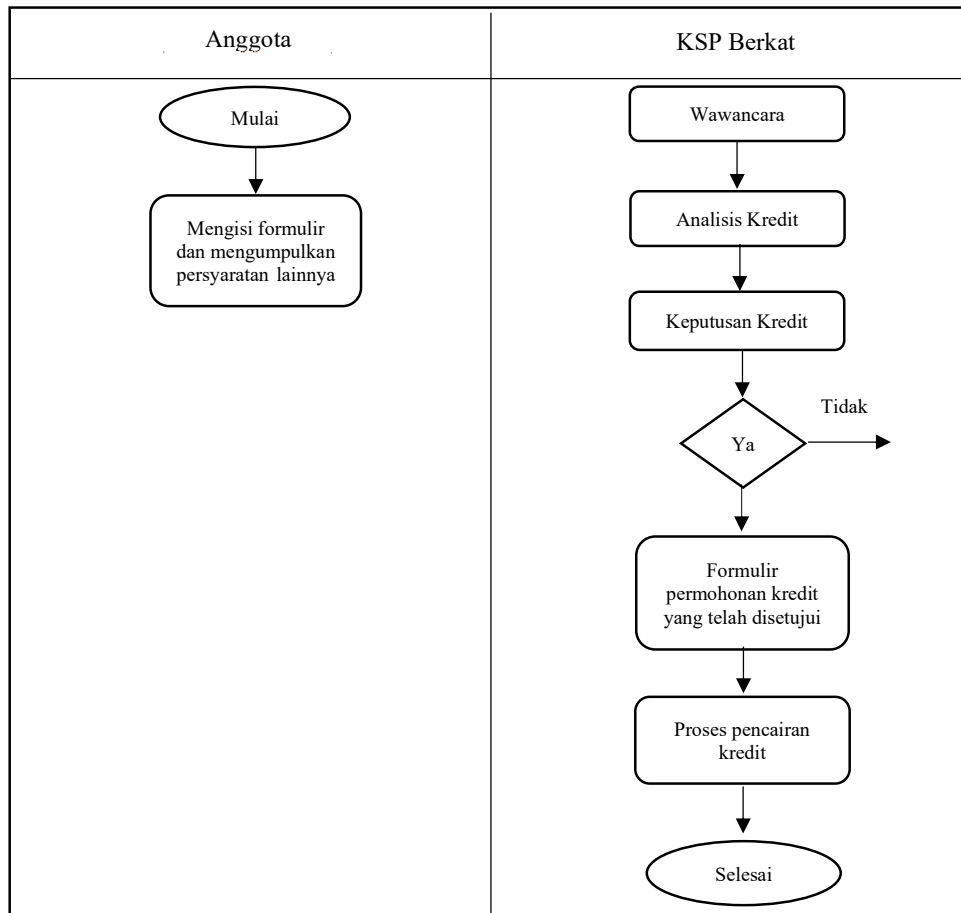 Anggota
KSP Berkat
Mulai
Mengisi formulir
dan mengumpulkan
persyaratan lainnya
Wawancara
Analisis Kredit
Keputusan Kredit
Tidak
Ya
Formulir
permohonan kredit
yang telah disetujui
Proses pencairan
kredit
Selesai